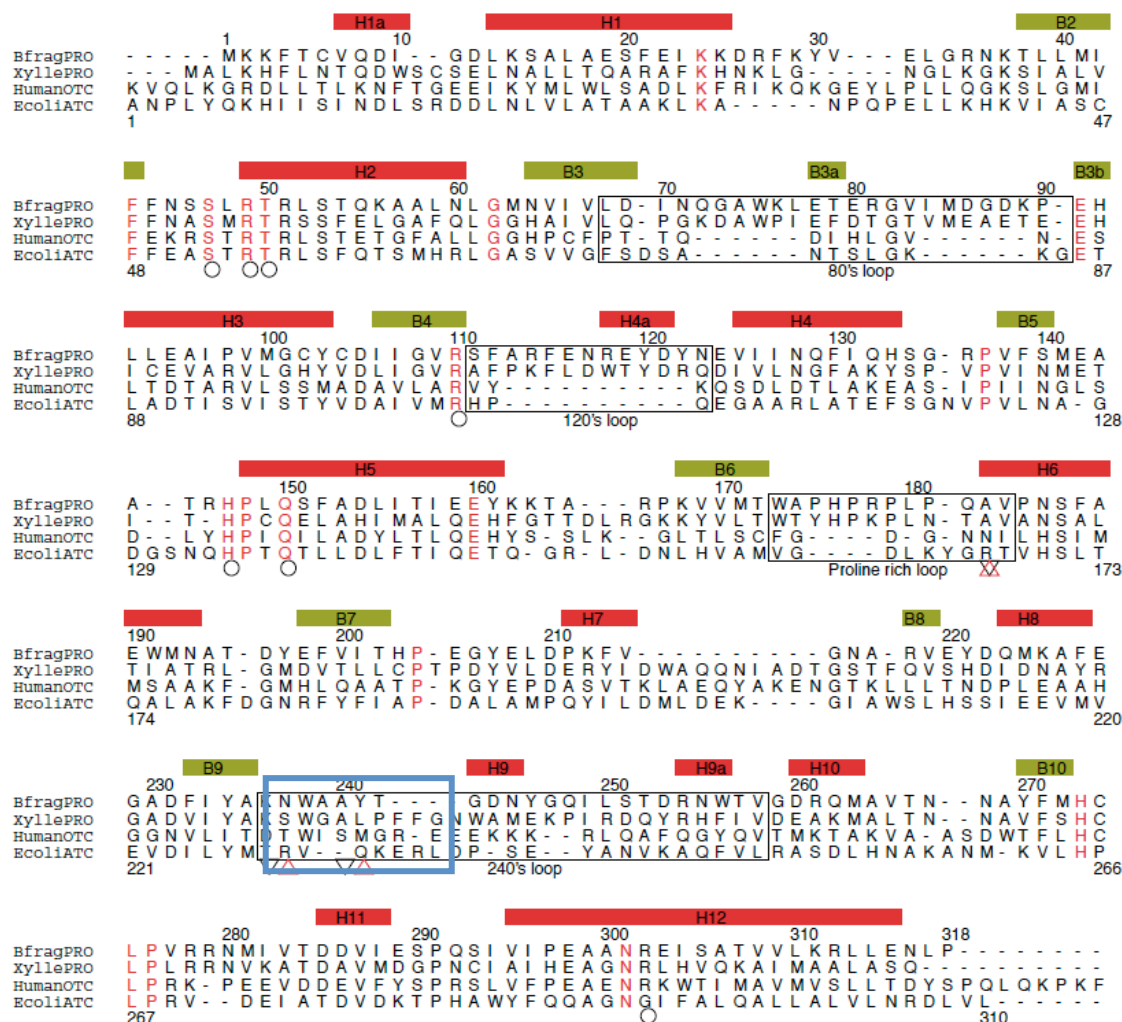 H1a H1 B2
1 10 20 30 40
BfragPRO - - - - - M K K F T C V Q D I - - G D L K S A L A E S F E I K K D R F K Y V - - - E L G R N K T L L M I
XyllePRO - - - M A L K H F L N T Q D W S C S E L N A L L T Q A R A F K H N K L G - - - - N G L K G K S I A L V
HumanOTC K V Q L K G R D L L T L K N F T G E E I K Y M L W L S A D L K F R I K Q K G E Y L P L L Q G K S L G M I
EcoliATC A N P L Y Q K H I I S I N D L S R D D L N L V L A T A A K L K A - - - - N P Q P E L L K H K V I A S C
1 47
H2 B3 B3a B3b
50 60 70 80 90
BfragPRO F F N S S L R T R L S T Q K A A L N L G M N V I V L D - I N Q G A W K L E T E R G V I M D G D K P - E H
XyllePRO F F N A S M R T R S S F E L G A F Q L G G H A I V L Q - P G K D A W P I E F D T G T V M E A E T E - E H
HumanOTC F F E K R S T R T R L S T E T G F A L L G G H P C F P T - T Q - - - - - - D I H L G V - - - - - N - E S
EcoliATC F F E A S T R T R L S F Q T S M H R L G A S V V G F S D S A - - - - - - N T S L G K - - - - - - K G E T
48 80's loop 87
H3 B4 H4a H4 B5
100 110 120 130 140
BfragPRO L L E A I P V M G C Y C D I I G V R S F A R F E N R E Y D Y N E V I I N Q F I Q H S G - R P V F S M E A
XyllePRO I C E V A R V L G H Y V D L I G V R A F P K F L D W T Y D R Q D I V L N G F A K Y S P - V P V I N M E T
HumanOTC L T D T A R V L S S M A D A V L A R V Y - - - - - - - - - - K Q S D L D T L A K E A S - I P I I N G L S
EcoliATC L A D T I S V I S T Y V D A I V M R H P - - - - - - - - - - Q E G A A R L A T E F S G N V P V L N A - G
88 120's loop 128
H5 B6 H6
150 160 170 180
BfragPRO A - - T R H P L Q S F A D L I T I E E Y K K T A - - - R P K V V M T W A P H P R P L P - Q A V P N S F A
XyllePRO I - - T - H P C Q E L A H I M A L Q E H F G T T D L R G K K Y V L T W T Y H P K P L N - T A V A N S A L
HumanOTC D - - L Y H P I Q I L A D Y L T L Q E H Y S - S L K - - G L T L S C F G - - - - D - G - N N I L H S I M
EcoliATC D G S N Q H P T Q T L L D L F T I Q E T Q - G - R L - D N L H V A M V G - - - - D L K Y G R T V H S L T
129 Proline rich loop 173
B7 H7 B8 H8
190 200 210 220
BfragPRO E W M N A T - D Y E F V I T H P - E G Y E L D P K F V - - - - - - - - - G N A - R V E Y D Q M K A F E
XyllePRO T I A T R L - G M D V T L L C P T P D Y V L D E R Y I D W A Q Q N I A D T G S T F Q V S H D I D N A Y R
HumanOTC M S A A K F - G M H L Q A A T P - K G Y E P D A S V T K L A E Q Y A K E N G T K L L L T N D P L E A A H
EcoliATC Q A L A K F D G N R F Y F I A P - D A L A M P Q Y I L D M L D E K - - - - G I A W S L H S S I E E V M V
174 220
B9 H9 H9a H10 B10
230 240 250 260 270
BfragPRO G A D F I Y A K N W A A Y T - - - - G D N Y G Q I L S T D R N W T V G D R Q M A V T N - - N A Y F M H C
XyllePRO G A D V I Y A K S W G A L P F F G N W A M E K P I R D Q Y R H F I V D E A K M A L T N - - N A V F S H C
HumanOTC G G N V L I T D T W I S M G R - E E E K K K - - R L Q A F Q G Y Q V T M K T A K V A - A S D W T F L H C
EcoliATC E V D I L Y M T R V - - Q K E R L D P - S E - - Y A N V K A Q F V L R A S D L H N A K A N M - K V L H P
221 240's loop 266
H11 H12
280 290 300 310 318
BfragPRO L P V R R N M I V T D D V I E S P Q S I V I P E A A N R E I S A T V V L K R L L E N L P - - - - - - - -
XyllePRO L P L R R N V K A T D A V M D G P N C I A I H E A G N R L H V Q K A I M A A L A S Q - - - - - - - - - -
HumanOTC L P R K - P E E V D D E V F Y S P R S L V F P E A E N R K W T I M A V M V S L L T D Y S P Q L Q K P K F
EcoliATC L P R V - - D E I A T D V D K T P H A W Y F Q Q A G N G I F A L Q A L L A L V L N R D L V L - - - - - -
267 310